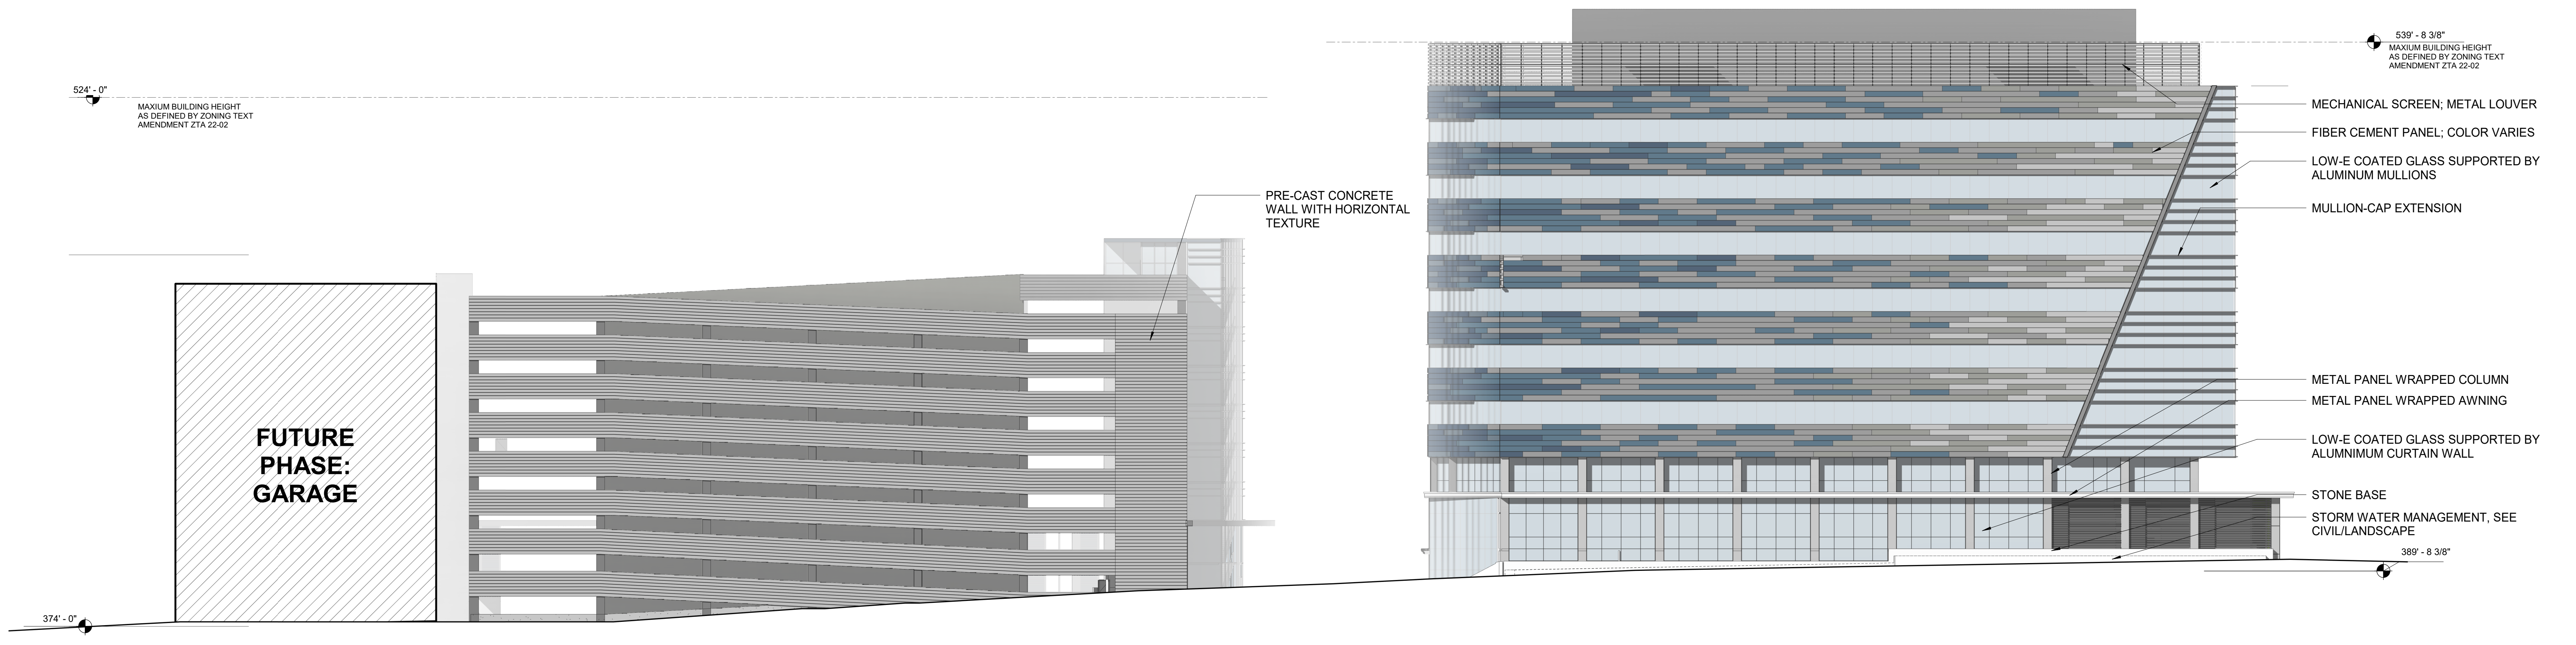 524' - 0"
MAXIUM BUILDING HEIGHT
AS DEFINED BY ZONING TEXT
AMENDMENT ZTA 22-02
PRE-CAST CONCRETE
WALL WITH HORIZONTAL
TEXTURE
FUTURE
PHASE:
GARAGE
374' - 0"
539' - 8 3/8"
MAXIUM BUILDING HEIGHT
AS DEFINED BY ZONING TEXT
AMENDMENT ZTA 22-02
MECHANICAL SCREEN; METAL LOUVER
FIBER CEMENT PANEL; COLOR VARIES
LOW-E COATED GLASS SUPPORTED BY
ALUMINUM MULLIONS
MULLION-CAP EXTENSION
METAL PANEL WRAPPED COLUMN
METAL PANEL WRAPPED AWNING
LOW-E COATED GLASS SUPPORTED BY
ALUMNIMUM CURTAIN WALL
STONE BASE
STORM WATER MANAGEMENT, SEE
CIVIL/LANDSCAPE
389' - 8 3/8"